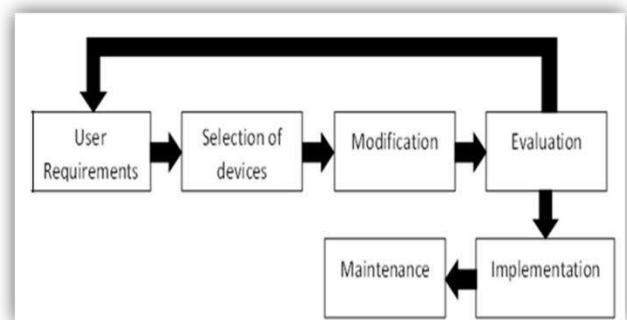 User
Requirements
Selection of
devices
Modification
Evaluation
Implementation
Maintenance